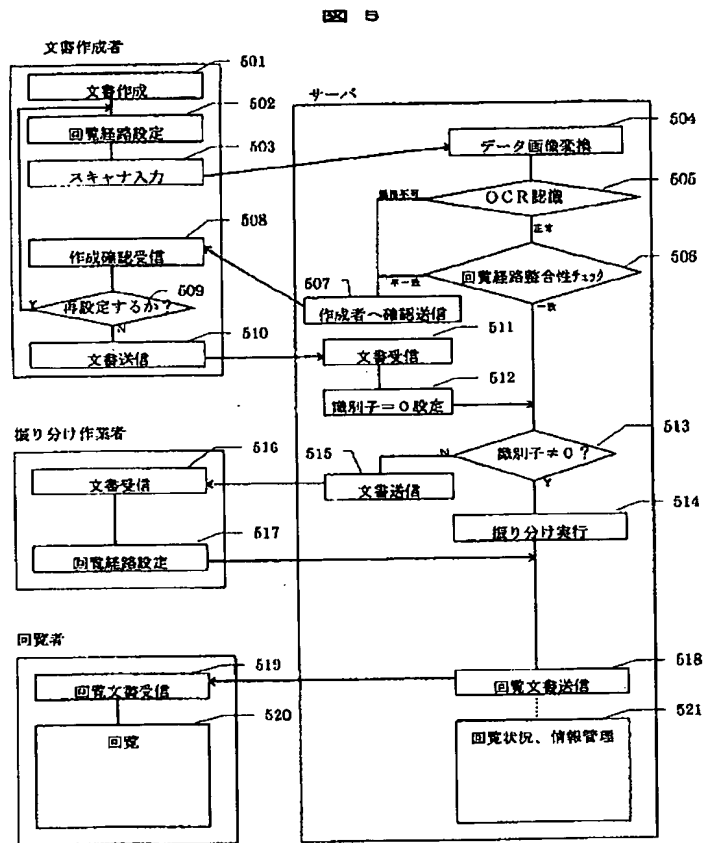 図 5
文書作成者
501
文書作成
502
回覧経路設定
503
スキャナ入力
508
作成確認受信
509
再設定するか?
Y
N
510
文書送信
サーバ
504
データ画像変換
505
OCR認識
認識不可
正常
506
回覧経路整合性チェック
不一致
一致
507
作成者へ確認送信
511
文書受信
512
識別子=0設定
513
識別子≠0?
N
Y
515
文書送信
514
振り分け実行
振り分け作業者
516
文書受信
517
回覧経路設定
回覧者
519
回覧文書受信
520
回覧
518
回覧文書送信
521
回覧状況、情報管理